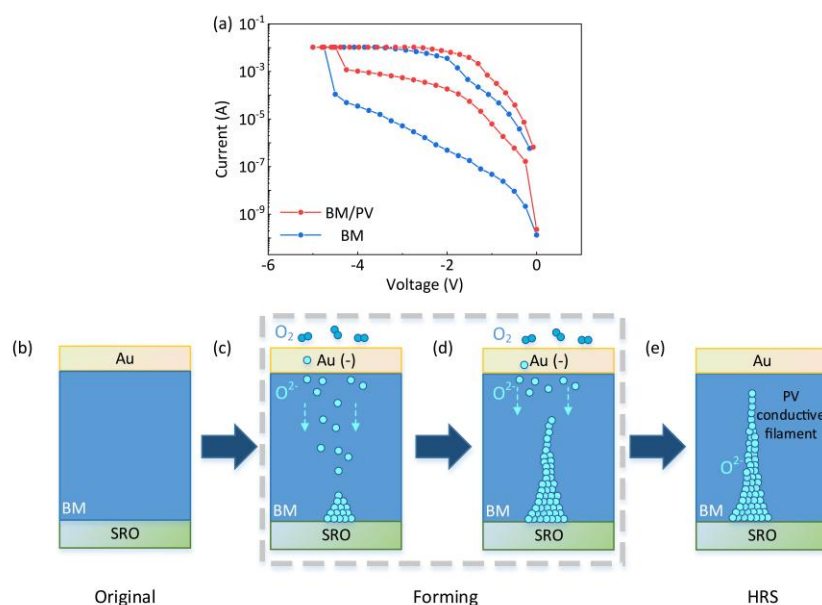 (a)
10⁻¹
10⁻³
10⁻⁵
10⁻⁷
10⁻⁹
Current (A)
BM/PV
BM
-6
-4
-2
0
Voltage (V)
(b)
Au
BM
SRO
Original
(c)
O₂
Au (-)
O²⁻
BM
SRO
(d)
O₂
Au (-)
O²⁻
BM
SRO
Forming
(e)
Au
PV
conductive
filament
O²⁻
BM
SRO
HRS